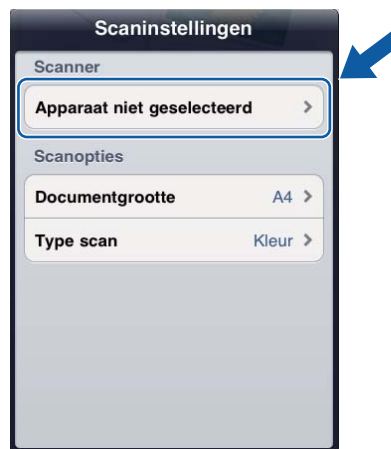 Scaninstellingen
Scanner
Apparaat niet geselecteerd
Scanopties
Documentgrootte A4
Type scan Kleur